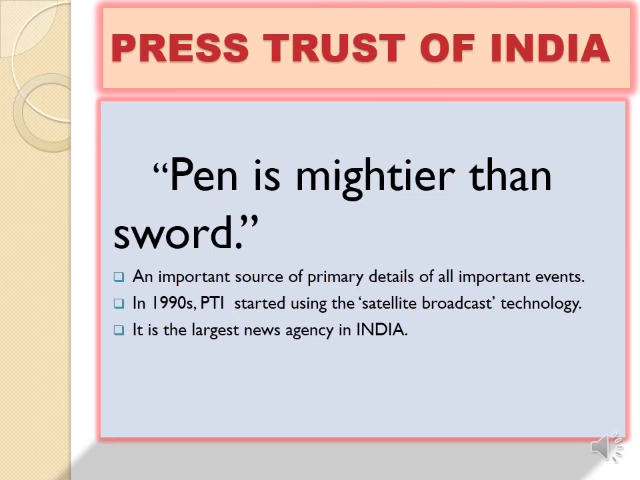 PRESS TRUST OF INDIA
“Pen is mightier than
sword.”
❑ An important source of primary details of all important events.
❑ In 1990s, PTI started using the ‘satellite broadcast’ technology.
❑ It is the largest news agency in INDIA.